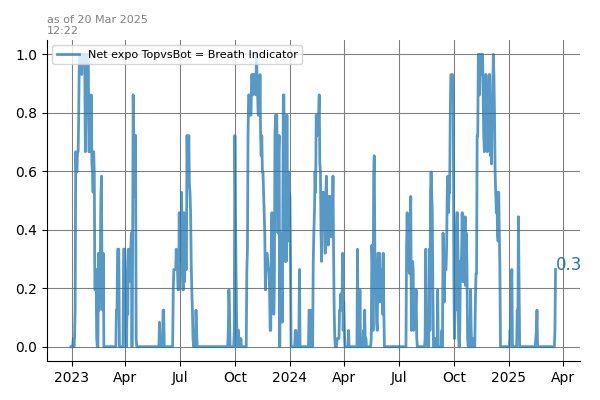 as of 20 Mar 2025
12:22
Net expo TopvsBot = Breath Indicator
1.0
0.8
0.6
0.4
0.2
0.0
0.3
2023 Apr Jul Oct 2024 Apr Jul Oct 2025 Apr